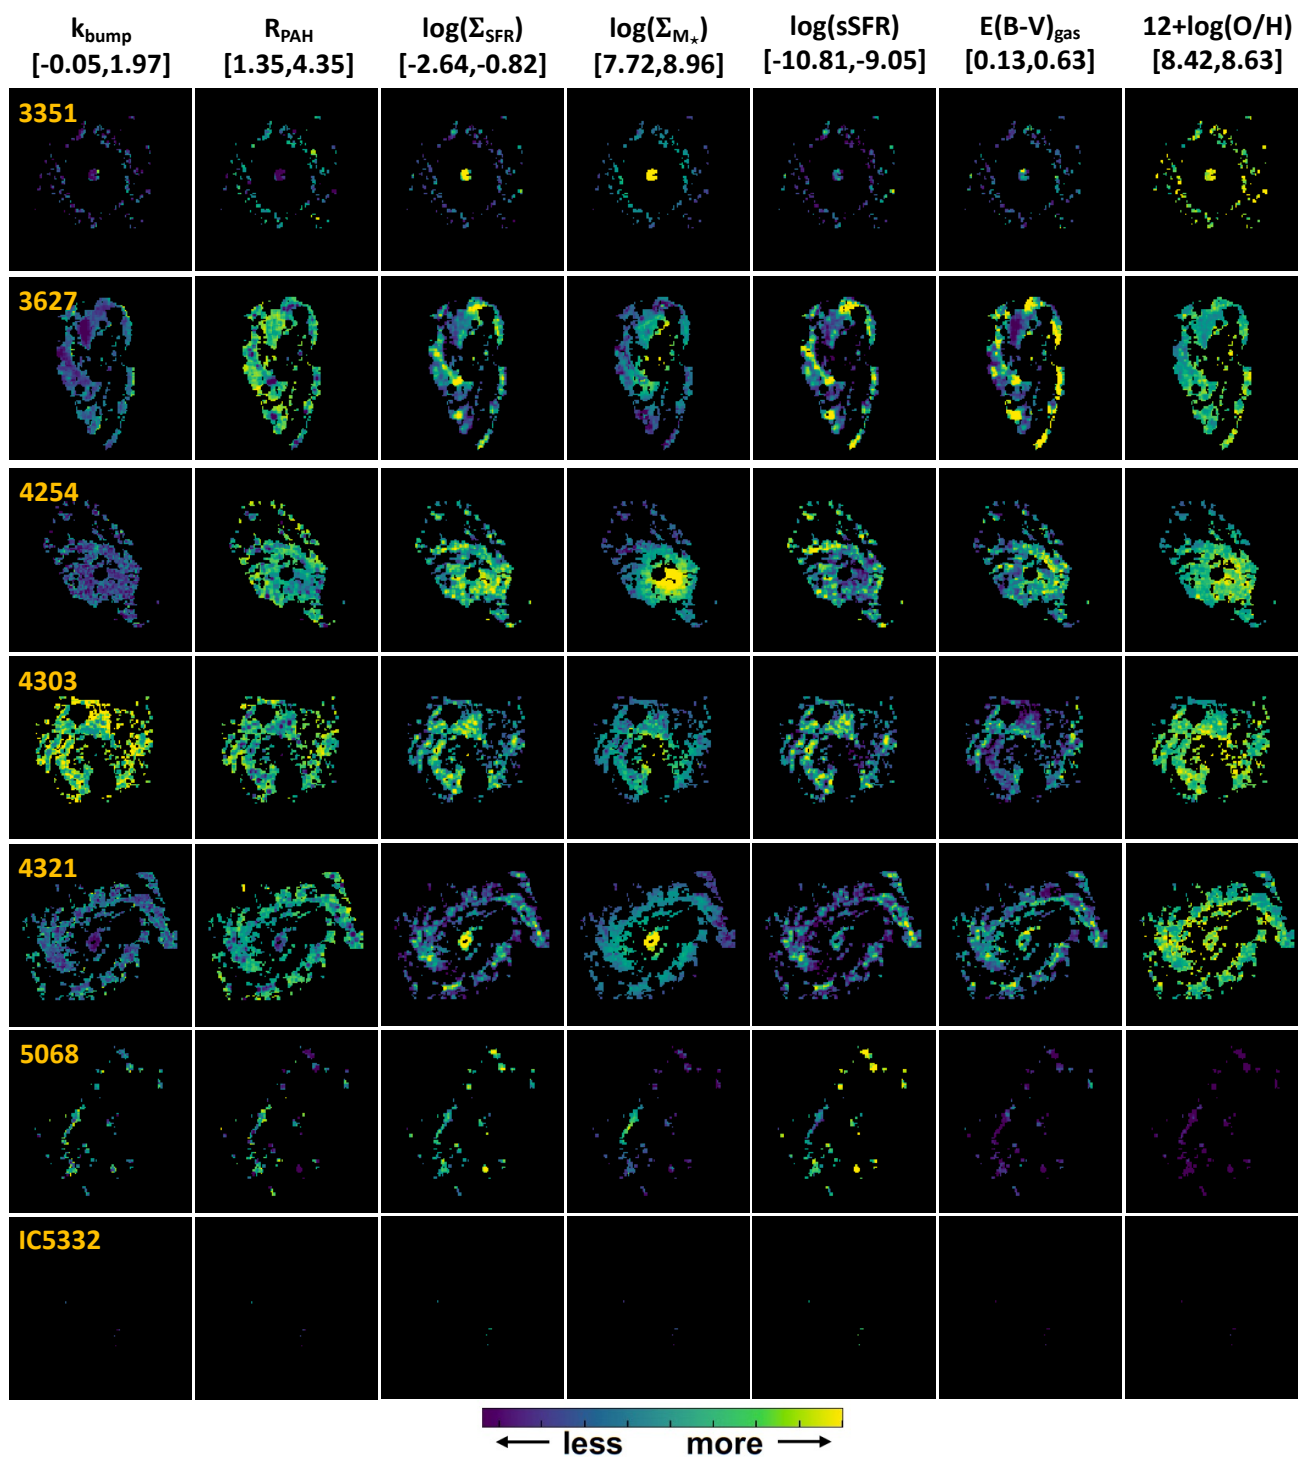 k_bump R_PAH log(Σ_SFR) log(Σ_M⋆) log(sSFR) E(B-V)_gas 12+log(O/H)
[-0.05,1.97] [1.35,4.35] [-2.64,-0.82] [7.72,8.96] [-10.81,-9.05] [0.13,0.63] [8.42,8.63]
3351
3627
4254
4303
4321
5068
IC5332
← less more →